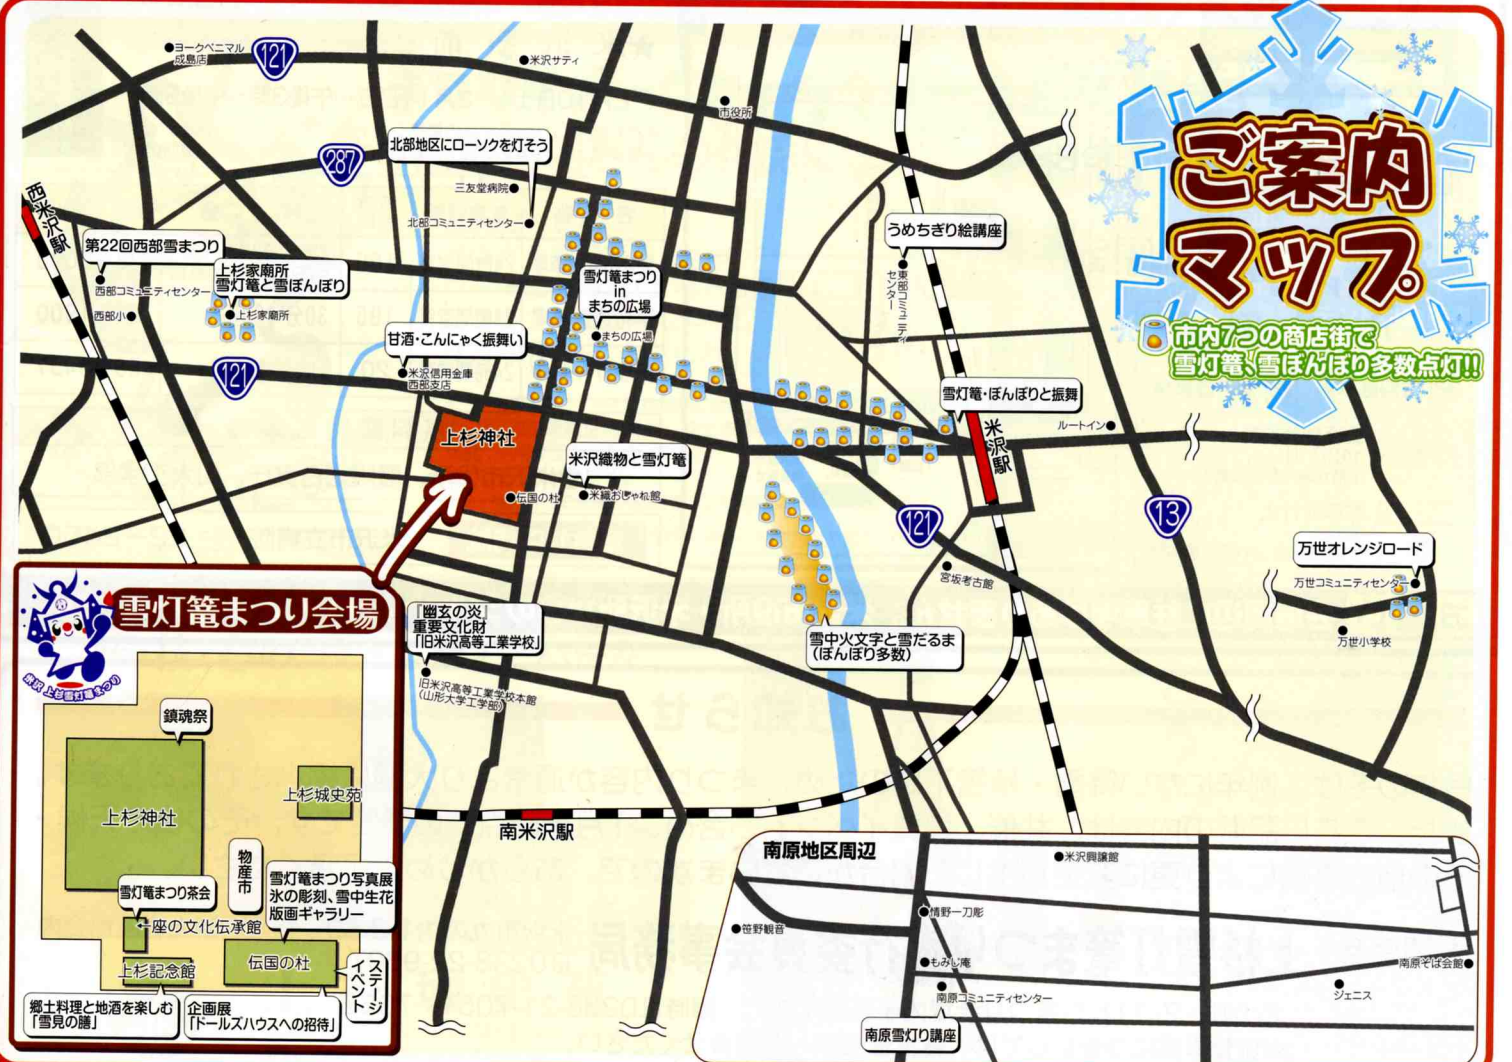 ご案内
マップ
市内7つの商店街で
雪灯篭、雪ぼんぼり多数点灯!!
ヨークベニマル
成島店
121
米沢サティ
市役所
287
北部地区にローソクを灯そう
三友堂病院
北部コミュニティセンター
西米沢駅
第22回西部雪まつり
西部コミュニティセンター
西部小
上杉家廟所
雪灯篭と雪ぼんぼり
上杉家廟所
121
雪灯篭まつり
in
まちの広場
まちの広場
甘酒・こんにゃく振舞い
米沢信用金庫
西部支店
うめちぎり絵講座
東部コミュニティ
センター
雪灯篭・ぼんぼりと振舞
米沢駅
ルートイン
上杉神社
伝国の杜
米沢織物と雪灯篭
米織おしゃれ館
121
13
宮坂考古館
万世オレンジロード
万世コミュニティセンター
万世小学校
雪中火文字と雪だるま
(ぼんぼり多数)
「幽玄の炎」
重要文化財
「旧米沢高等工業学校」
旧米沢高等工業学校本館
(山形大学工学部)
南米沢駅
雪灯篭まつり会場
米沢 上杉雪灯篭まつり
鎮魂祭
上杉神社
上杉城史苑
物産市
雪灯篭まつり茶会
座の文化伝承館
雪灯篭まつり写真展
氷の彫刻、雪中生花
版画ギャラリー
上杉記念館
伝国の杜
ステージ
イベント
郷土料理と地酒を楽しむ
「雪見の膳」
企画展
「ドールズハウスへの招待」
南原地区周辺
米沢興譲館
情野一刀彫
笹野観音
もみじ庵
南原コミュニティセンター
南原雪灯り講座
南原そば会館
ジェニス